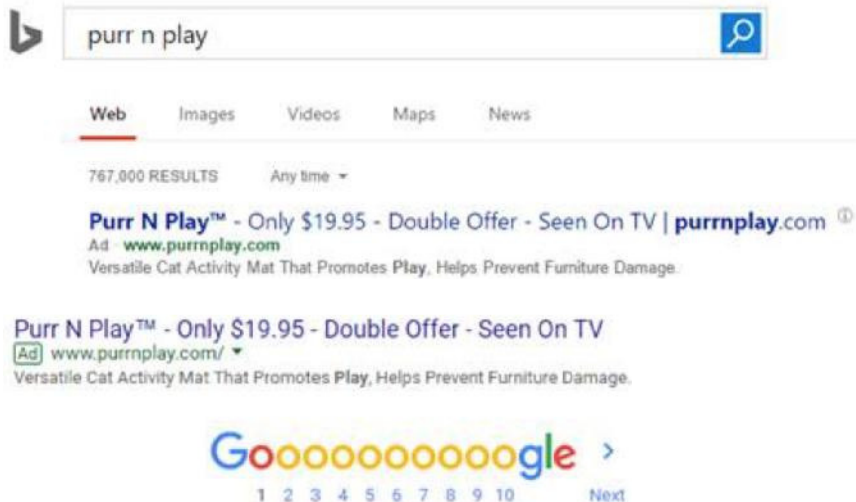 purr n play
Web Images Videos Maps News
767,000 RESULTS Any time
Purr N Play™ - Only $19.95 - Double Offer - Seen On TV | purrnplay.com
Ad · www.purrnplay.com
Versatile Cat Activity Mat That Promotes Play, Helps Prevent Furniture Damage.
Purr N Play™ - Only $19.95 - Double Offer - Seen On TV
Ad www.purrnplay.com/
Versatile Cat Activity Mat That Promotes Play, Helps Prevent Furniture Damage.
Goooooooooogle >
1 2 3 4 5 6 7 8 9 10 Next